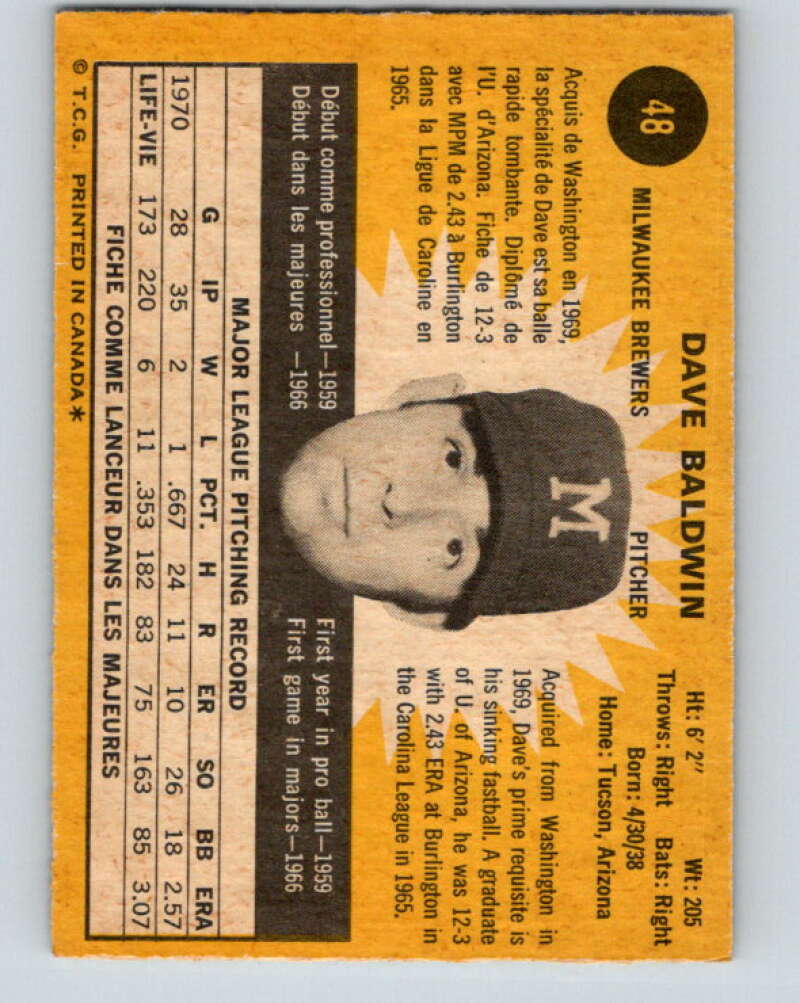 48
DAVE BALDWIN
MILWAUKEE BREWERS PITCHER
Ht: 6' 2" Wt: 205
Throws: Right Bats: Right
Born: 4/30/38
Home: Tucson, Arizona
Acquis de Washington en 1969,
la spécialité de Dave est sa balle
rapide tombante. Diplômé de
l'U. d'Arizona. Fiche de 12-3
avec MPM de 2.43 à Burlington
dans la Ligue de Caroline en
1965.
M
Acquired from Washington in
1969, Dave's prime requisite is
his sinking fastball. A graduate
of U. of Arizona, he was 12-3
with 2.43 ERA at Burlington in
the Carolina League in 1965.
Début comme professionnel—1959
Début dans les majeures —1966
First year in pro ball—1959
First game in majors—1966
MAJOR LEAGUE PITCHING RECORD
G IP W L PCT. H R ER SO BB ERA
1970 28 35 2 1 .667 24 11 10 26 18 2.57
LIFE-VIE 173 220 6 11 .353 182 83 75 163 85 3.07
FICHE COMME LANCEUR DANS LES MAJEURES
© T.C.G. PRINTED IN CANADA*